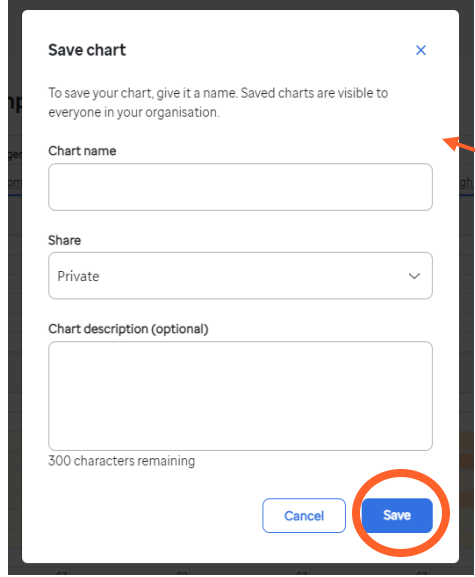 Save chart
To save your chart, give it a name. Saved charts are visible to
everyone in your organisation.
Chart name
Share
Private
Chart description (optional)
300 characters remaining
Cancel
Save